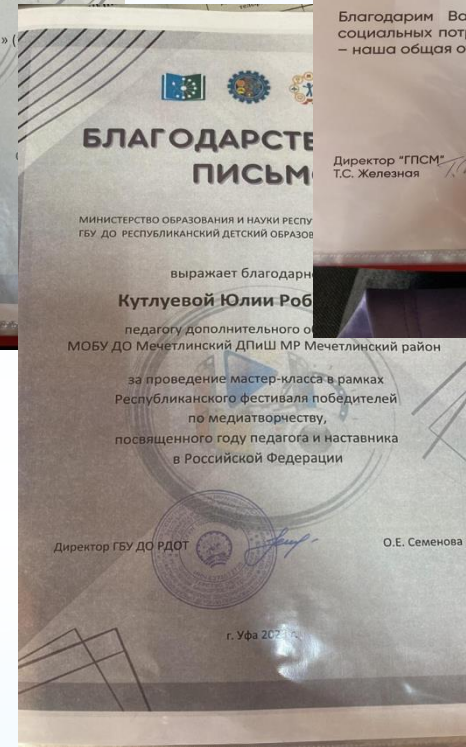 » (
Благодарим Ва
социальных потр
– наша общая о
Директор "ГПСМ"
Т.С. Железная
БЛАГОДАРСТВЕ
ПИСЬМ
МИНИСТЕРСТВО ОБРАЗОВАНИЯ И НАУКИ РЕСПУ
ГБУ ДО РЕСПУБЛИКАНСКИЙ ДЕТСКИЙ ОБРАЗОВ
выражает благодарн
Кутлуевой Юлии Роб
педагогу дополнительного о
МОБУ ДО Мечетлинский ДПиШ МР Мечетлинский район
за проведение мастер-класса в рамках
Республиканского фестиваля победителей
по медиатворчеству,
посвященного году педагога и наставника
в Российской Федерации
Директор ГБУ ДО РДОТ
О.Е. Семенова
г. Уфа